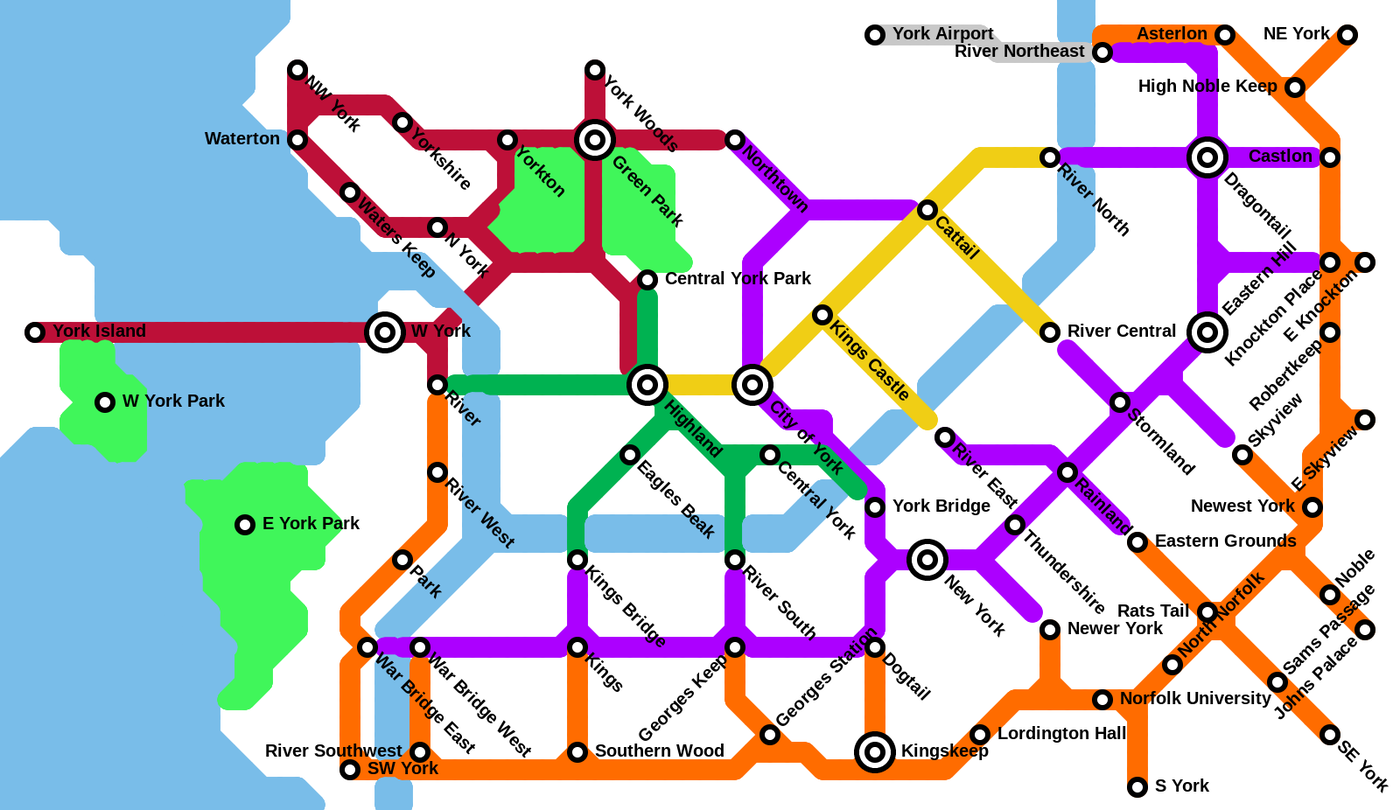 York Airport
Asterlon
NE York
River Northeast
High Noble Keep
NW York
York Woods
Waterton
Yorkshire
Yorkton
Green Park
Northtown
Castlon
River North
Dragontail
Waters Keep
N York
Cattail
Central York Park
Eastern Hill
Knockton Place
E Knockton
York Island
W York
Kings Castle
River Central
Robertkeep
River
W York Park
Highland
City of York
Stormland
Skyview
E Skyview
Eagles Beak
Central York
River East
Rainland
River West
York Bridge
Newest York
E York Park
Thundershire
Eastern Grounds
Park
Kings Bridge
River South
New York
Noble
Rats Tail
North Norfolk
Newer York
Sams Passage
Johns Palace
War Bridge East
War Bridge West
Kings
Georges Keep
Georges Station
Dogtail
Norfolk University
River Southwest
SW York
Southern Wood
Kingskeep
Lordington Hall
SE York
S York